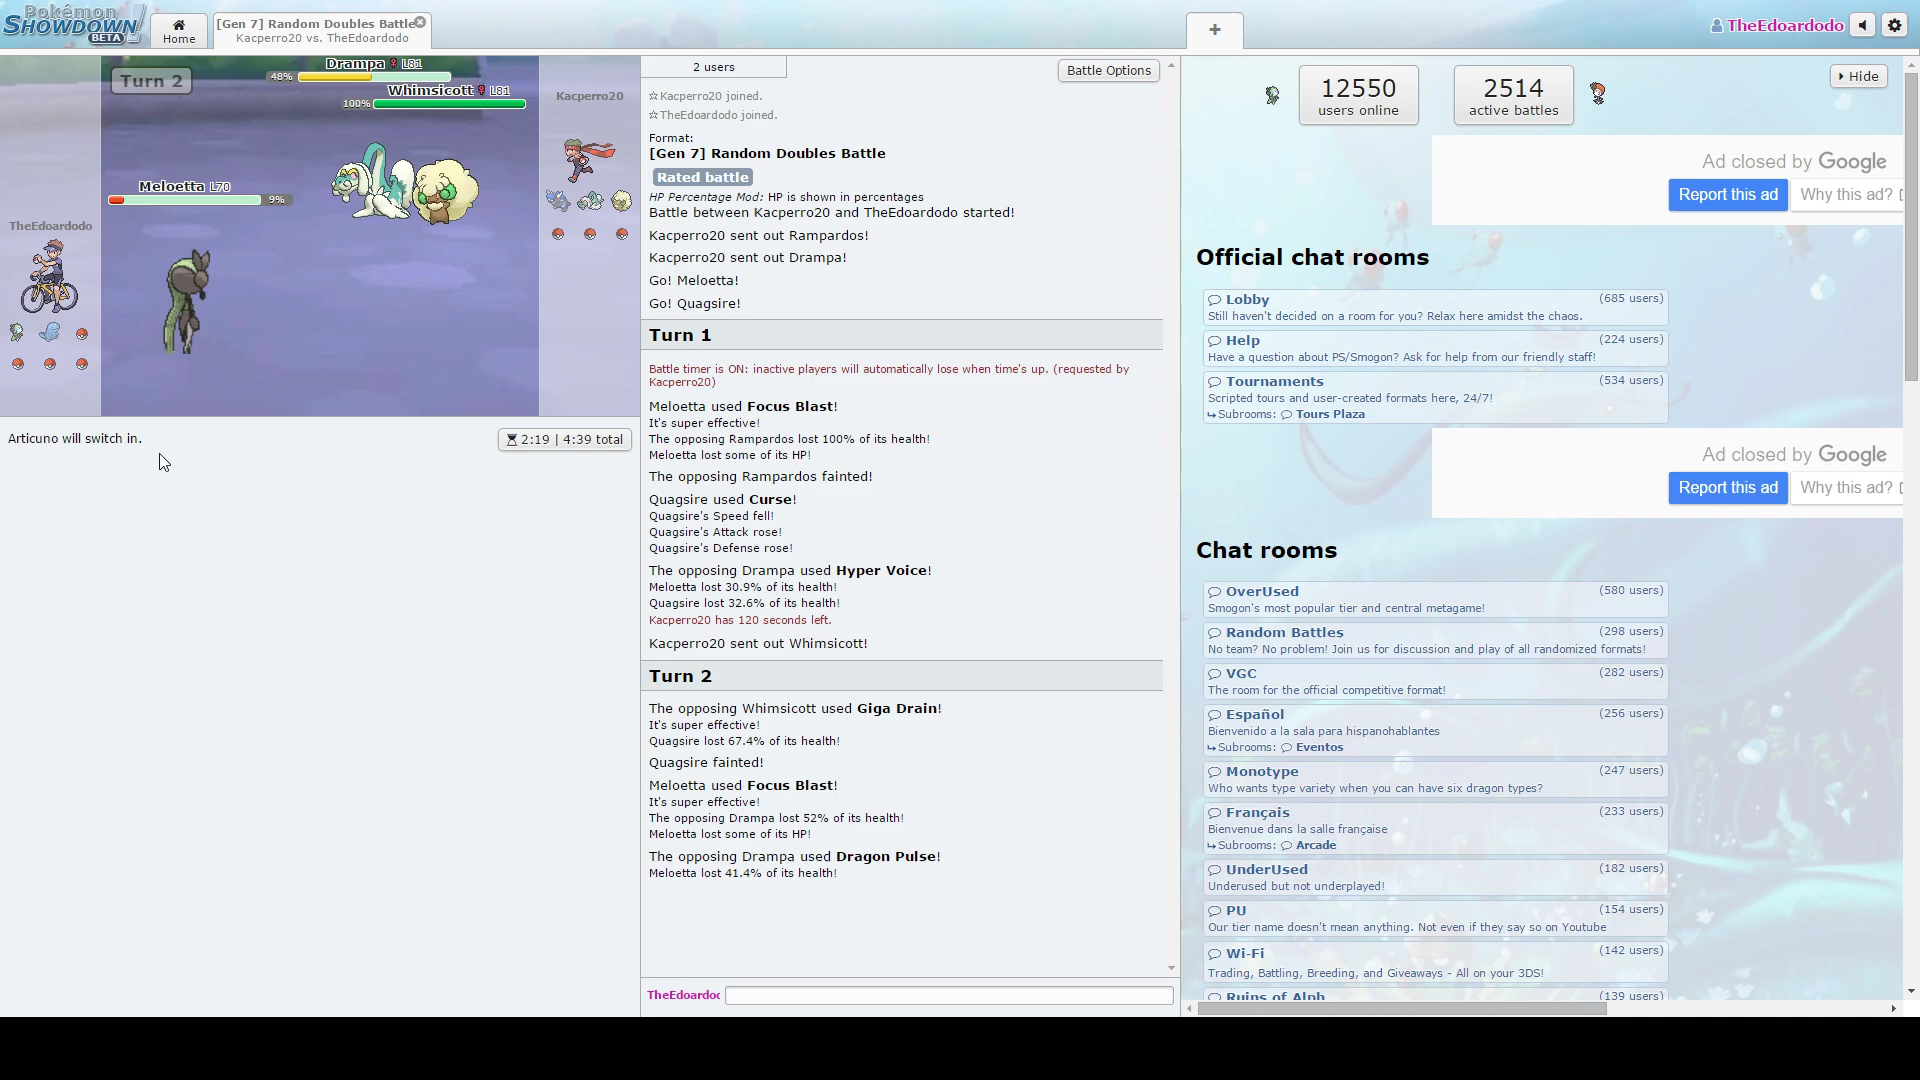 Pokémon
SHOWDOWN!
BETA
Home
[Gen 7] Random Doubles Battle
Kacperro20 vs. TheEdoardodo
+
TheEdoardodo
Turn 2
Drampa ♀ L81
48%
Whimsicott ♀ L81
100%
Meloetta L70
9%
TheEdoardodo
Kacperro20
Articuno will switch in.
2:19 | 4:39 total
2 users
Battle Options
☆Kacperro20 joined.
☆TheEdoardodo joined.
Format:
[Gen 7] Random Doubles Battle
Rated battle
HP Percentage Mod: HP is shown in percentages
Battle between Kacperro20 and TheEdoardodo started!
Kacperro20 sent out Rampardos!
Kacperro20 sent out Drampa!
Go! Meloetta!
Go! Quagsire!
Turn 1
Battle timer is ON: inactive players will automatically lose when time's up. (requested by
Kacperro20)
Meloetta used Focus Blast!
It's super effective!
The opposing Rampardos lost 100% of its health!
Meloetta lost some of its HP!
The opposing Rampardos fainted!
Quagsire used Curse!
Quagsire's Speed fell!
Quagsire's Attack rose!
Quagsire's Defense rose!
The opposing Drampa used Hyper Voice!
Meloetta lost 30.9% of its health!
Quagsire lost 32.6% of its health!
Kacperro20 has 120 seconds left.
Kacperro20 sent out Whimsicott!
Turn 2
The opposing Whimsicott used Giga Drain!
It's super effective!
Quagsire lost 67.4% of its health!
Quagsire fainted!
Meloetta used Focus Blast!
It's super effective!
The opposing Drampa lost 52% of its health!
Meloetta lost some of its HP!
The opposing Drampa used Dragon Pulse!
Meloetta lost 41.4% of its health!
TheEdoardo
12550
users online
2514
active battles
Hide
Ad closed by Google
Report this ad
Why this ad?
Official chat rooms
Lobby (685 users)
Still haven't decided on a room for you? Relax here amidst the chaos.
Help (224 users)
Have a question about PS/Smogon? Ask for help from our friendly staff!
Tournaments (534 users)
Scripted tours and user-created formats here, 24/7!
↳Subrooms: Tours Plaza
Ad closed by Google
Report this ad
Why this ad?
Chat rooms
OverUsed (580 users)
Smogon's most popular tier and central metagame!
Random Battles (298 users)
No team? No problem! Join us for discussion and play of all randomized formats!
VGC (282 users)
The room for the official competitive format!
Español (256 users)
Bienvenido a la sala para hispanohablantes
↳Subrooms: Eventos
Monotype (247 users)
Who wants type variety when you can have six dragon types?
Français (233 users)
Bienvenue dans la salle française
↳Subrooms: Arcade
UnderUsed (182 users)
Underused but not underplayed!
PU (154 users)
Our tier name doesn't mean anything. Not even if they say so on Youtube
Wi-Fi (142 users)
Trading, Battling, Breeding, and Giveaways - All on your 3DS!
Ruins of Alph (139 users)